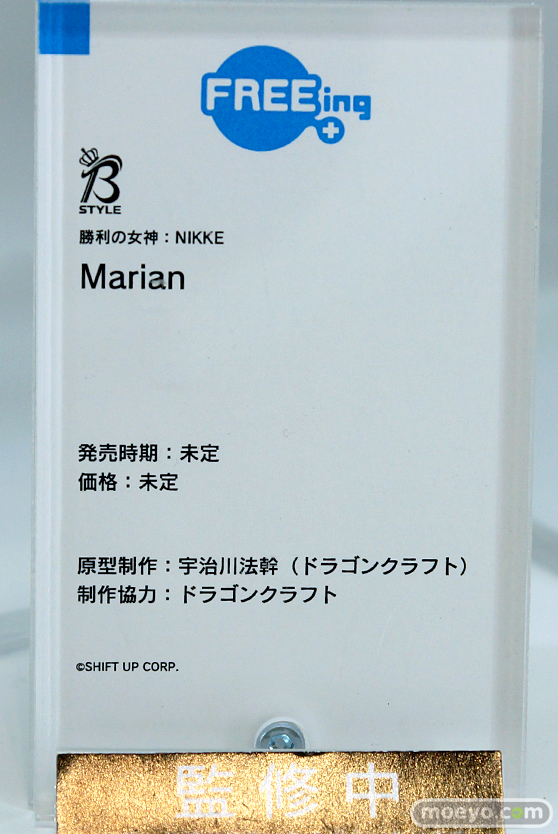 FREEing
B
STYLE
勝利の女神：NIKKE
Marian
発売時期：未定
価格：未定
原型制作：宇治川法幹（ドラゴンクラフト）
制作協力：ドラゴンクラフト
©SHIFT UP CORP.
監修中
moeyo.com